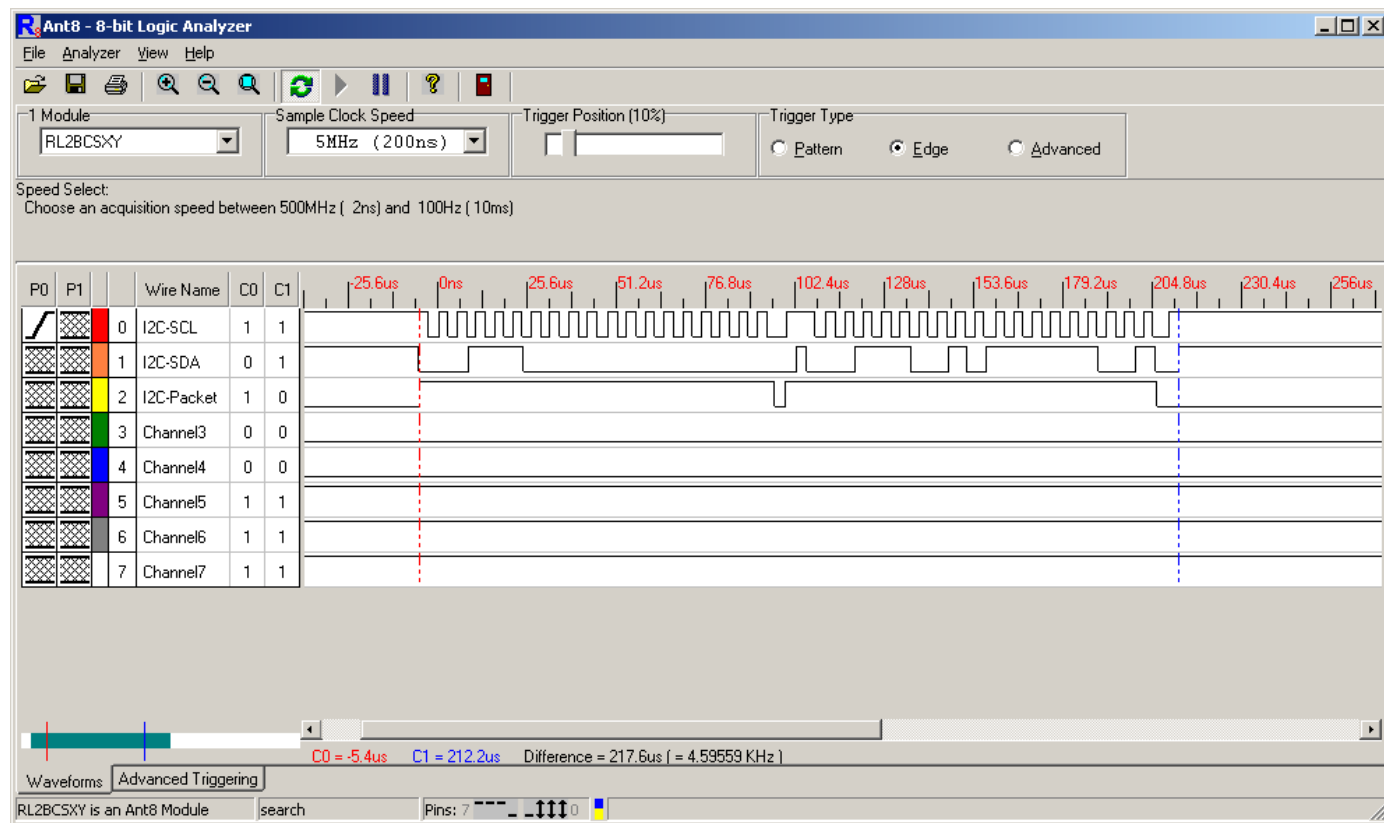 Ant8 - 8-bit Logic Analyzer
File Analyzer View Help
1 Module Sample Clock Speed Trigger Position (10%) Trigger Type
RL2BCSXY 5MHz (200ns) Pattern Edge Advanced
Speed Select:
Choose an acquisition speed between 500MHz ( 2ns) and 100Hz (10ms)
-25.6us 0ns 25.6us 51.2us 76.8us 102.4us 128us 153.6us 179.2us 204.8us 230.4us 256us
P0 P1 Wire Name C0 C1
0 I2C-SCL 1 1
1 I2C-SDA 0 1
2 I2C-Packet 1 0
3 Channel3 0 0
4 Channel4 0 0
5 Channel5 1 1
6 Channel6 1 1
7 Channel7 1 1
C0 = -5.4us C1 = 212.2us Difference = 217.6us ( = 4.59559 KHz )
Waveforms Advanced Triggering
RL2BCSXY is an Ant8 Module search Pins: 7 0